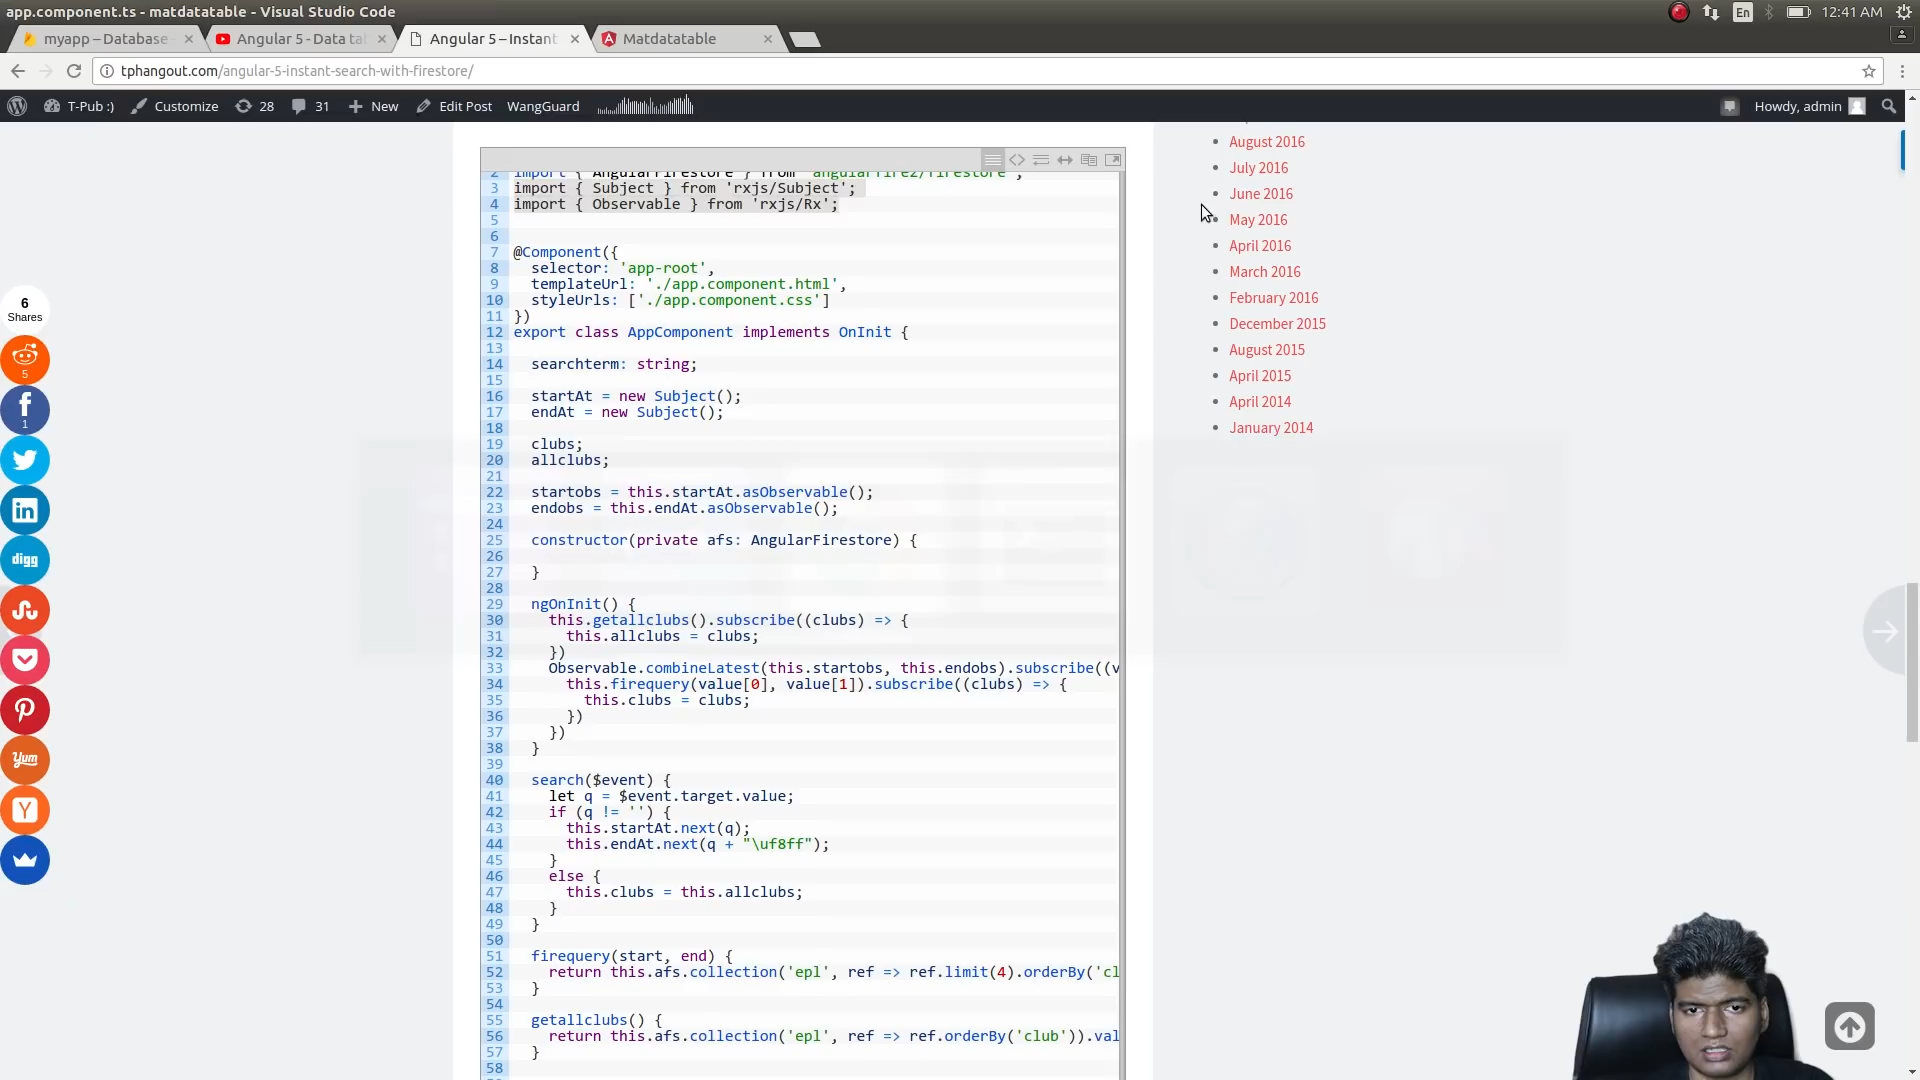 app.component.ts - matdatatable - Visual Studio Code
En
12:41 AM
myapp – Database
Angular 5 - Data ta
Angular 5 – Instant
Matdatatable
tphangout.com/angular-5-instant-search-with-firestore/
T-Pub :)
Customize
28
31
New
Edit Post
WangGuard
Howdy, admin
2 import { AngularFirestore } from 'angularfire2/firestore';
3 import { Subject } from 'rxjs/Subject';
4 import { Observable } from 'rxjs/Rx';
5
6
7 @Component({
8 selector: 'app-root',
9 templateUrl: './app.component.html',
10 styleUrls: ['./app.component.css']
11 })
12 export class AppComponent implements OnInit {
13
14 searchterm: string;
15
16 startAt = new Subject();
17 endAt = new Subject();
18
19 clubs;
20 allclubs;
21
22 startobs = this.startAt.asObservable();
23 endobs = this.endAt.asObservable();
24
25 constructor(private afs: AngularFirestore) {
26
27 }
28
29 ngOnInit() {
30 this.getallclubs().subscribe((clubs) => {
31 this.allclubs = clubs;
32 })
33 Observable.combineLatest(this.startobs, this.endobs).subscribe((v
34 this.firequery(value[0], value[1]).subscribe((clubs) => {
35 this.clubs = clubs;
36 })
37 })
38 }
39
40 search($event) {
41 let q = $event.target.value;
42 if (q != '') {
43 this.startAt.next(q);
44 this.endAt.next(q + "\uf8ff");
45 }
46 else {
47 this.clubs = this.allclubs;
48 }
49 }
50
51 firequery(start, end) {
52 return this.afs.collection('epl', ref => ref.limit(4).orderBy('cl
53 }
54
55 getallclubs() {
56 return this.afs.collection('epl', ref => ref.orderBy('club')).val
57 }
58
August 2016
July 2016
June 2016
May 2016
April 2016
March 2016
February 2016
December 2015
August 2015
April 2015
April 2014
January 2014
6
Shares
5
f
1
in
digg
Yum
Y